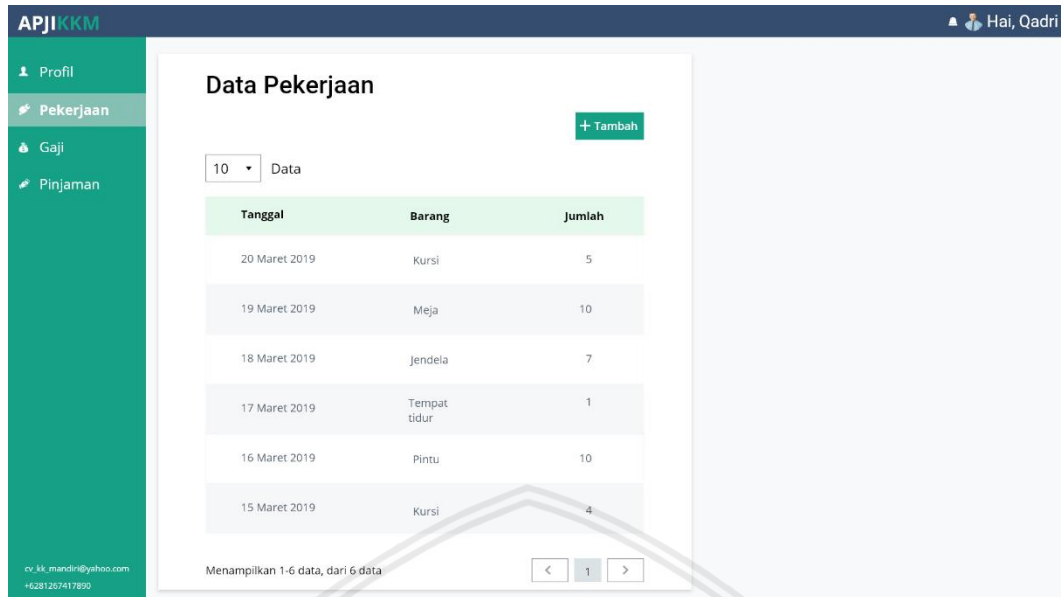 APJIKKM
Hai, Qadri
Profil
Pekerjaan
Gaji
Pinjaman
cv_kk_mandiri@yahoo.com
+6281267417890
Data Pekerjaan
+ Tambah
10 Data
Tanggal Barang Jumlah
20 Maret 2019 Kursi 5
19 Maret 2019 Meja 10
18 Maret 2019 Jendela 7
17 Maret 2019 Tempat 1
tidur
16 Maret 2019 Pintu 10
15 Maret 2019 Kursi 4
Menampilkan 1-6 data, dari 6 data
< 1 >